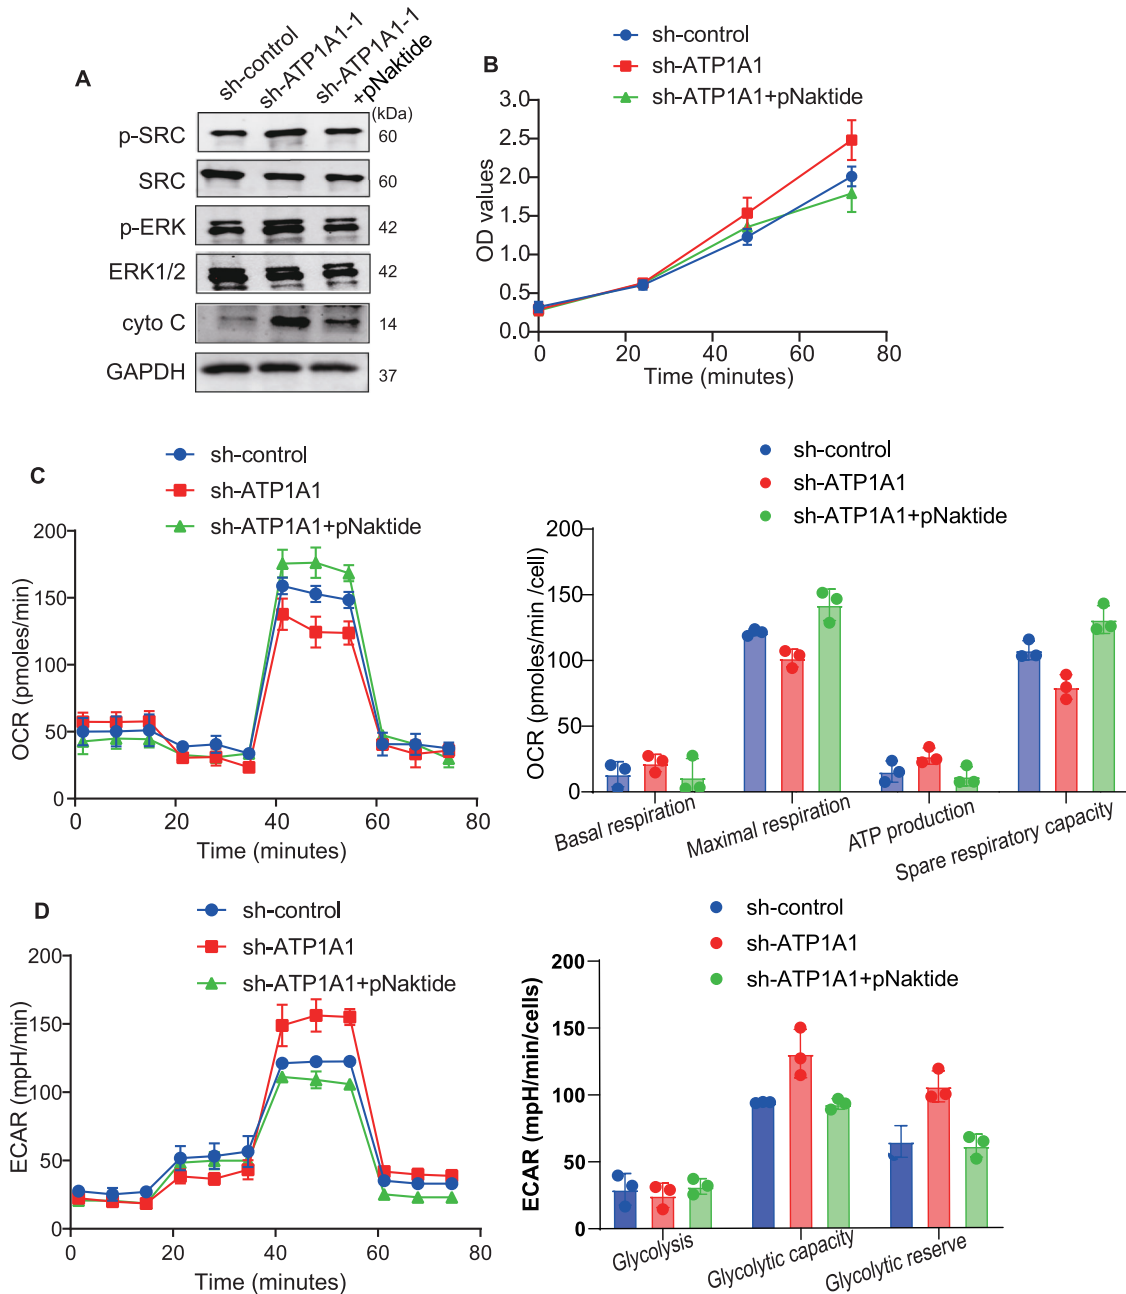 A
sh-control
sh-ATP1A1-1
sh-ATP1A1-1
+pNaktide
(kDa)
p-SRC
60
SRC
60
p-ERK
42
ERK1/2
42
cyto C
14
GAPDH
37
B
sh-control
sh-ATP1A1
sh-ATP1A1+pNaktide
OD values
3.0
2.5
2.0
1.5
1.0
0.5
0.0
0 20 40 60 80
Time (minutes)
C
sh-control
sh-ATP1A1
sh-ATP1A1+pNaktide
OCR (pmoles/min)
200
150
100
50
0
0 20 40 60 80
Time (minutes)
sh-control
sh-ATP1A1
sh-ATP1A1+pNaktide
OCR (pmoles/min /cell)
200
150
100
50
0
Basal respiration
Maximal respiration
ATP production
Spare respiratory capacity
D
sh-control
sh-ATP1A1
sh-ATP1A1+pNaktide
ECAR (mpH/min)
200
150
100
50
0
0 20 40 60 80
Time (minutes)
sh-control
sh-ATP1A1
sh-ATP1A1+pNaktide
ECAR (mpH/min/cells)
200
150
100
50
0
Glycolysis
Glycolytic capacity
Glycolytic reserve